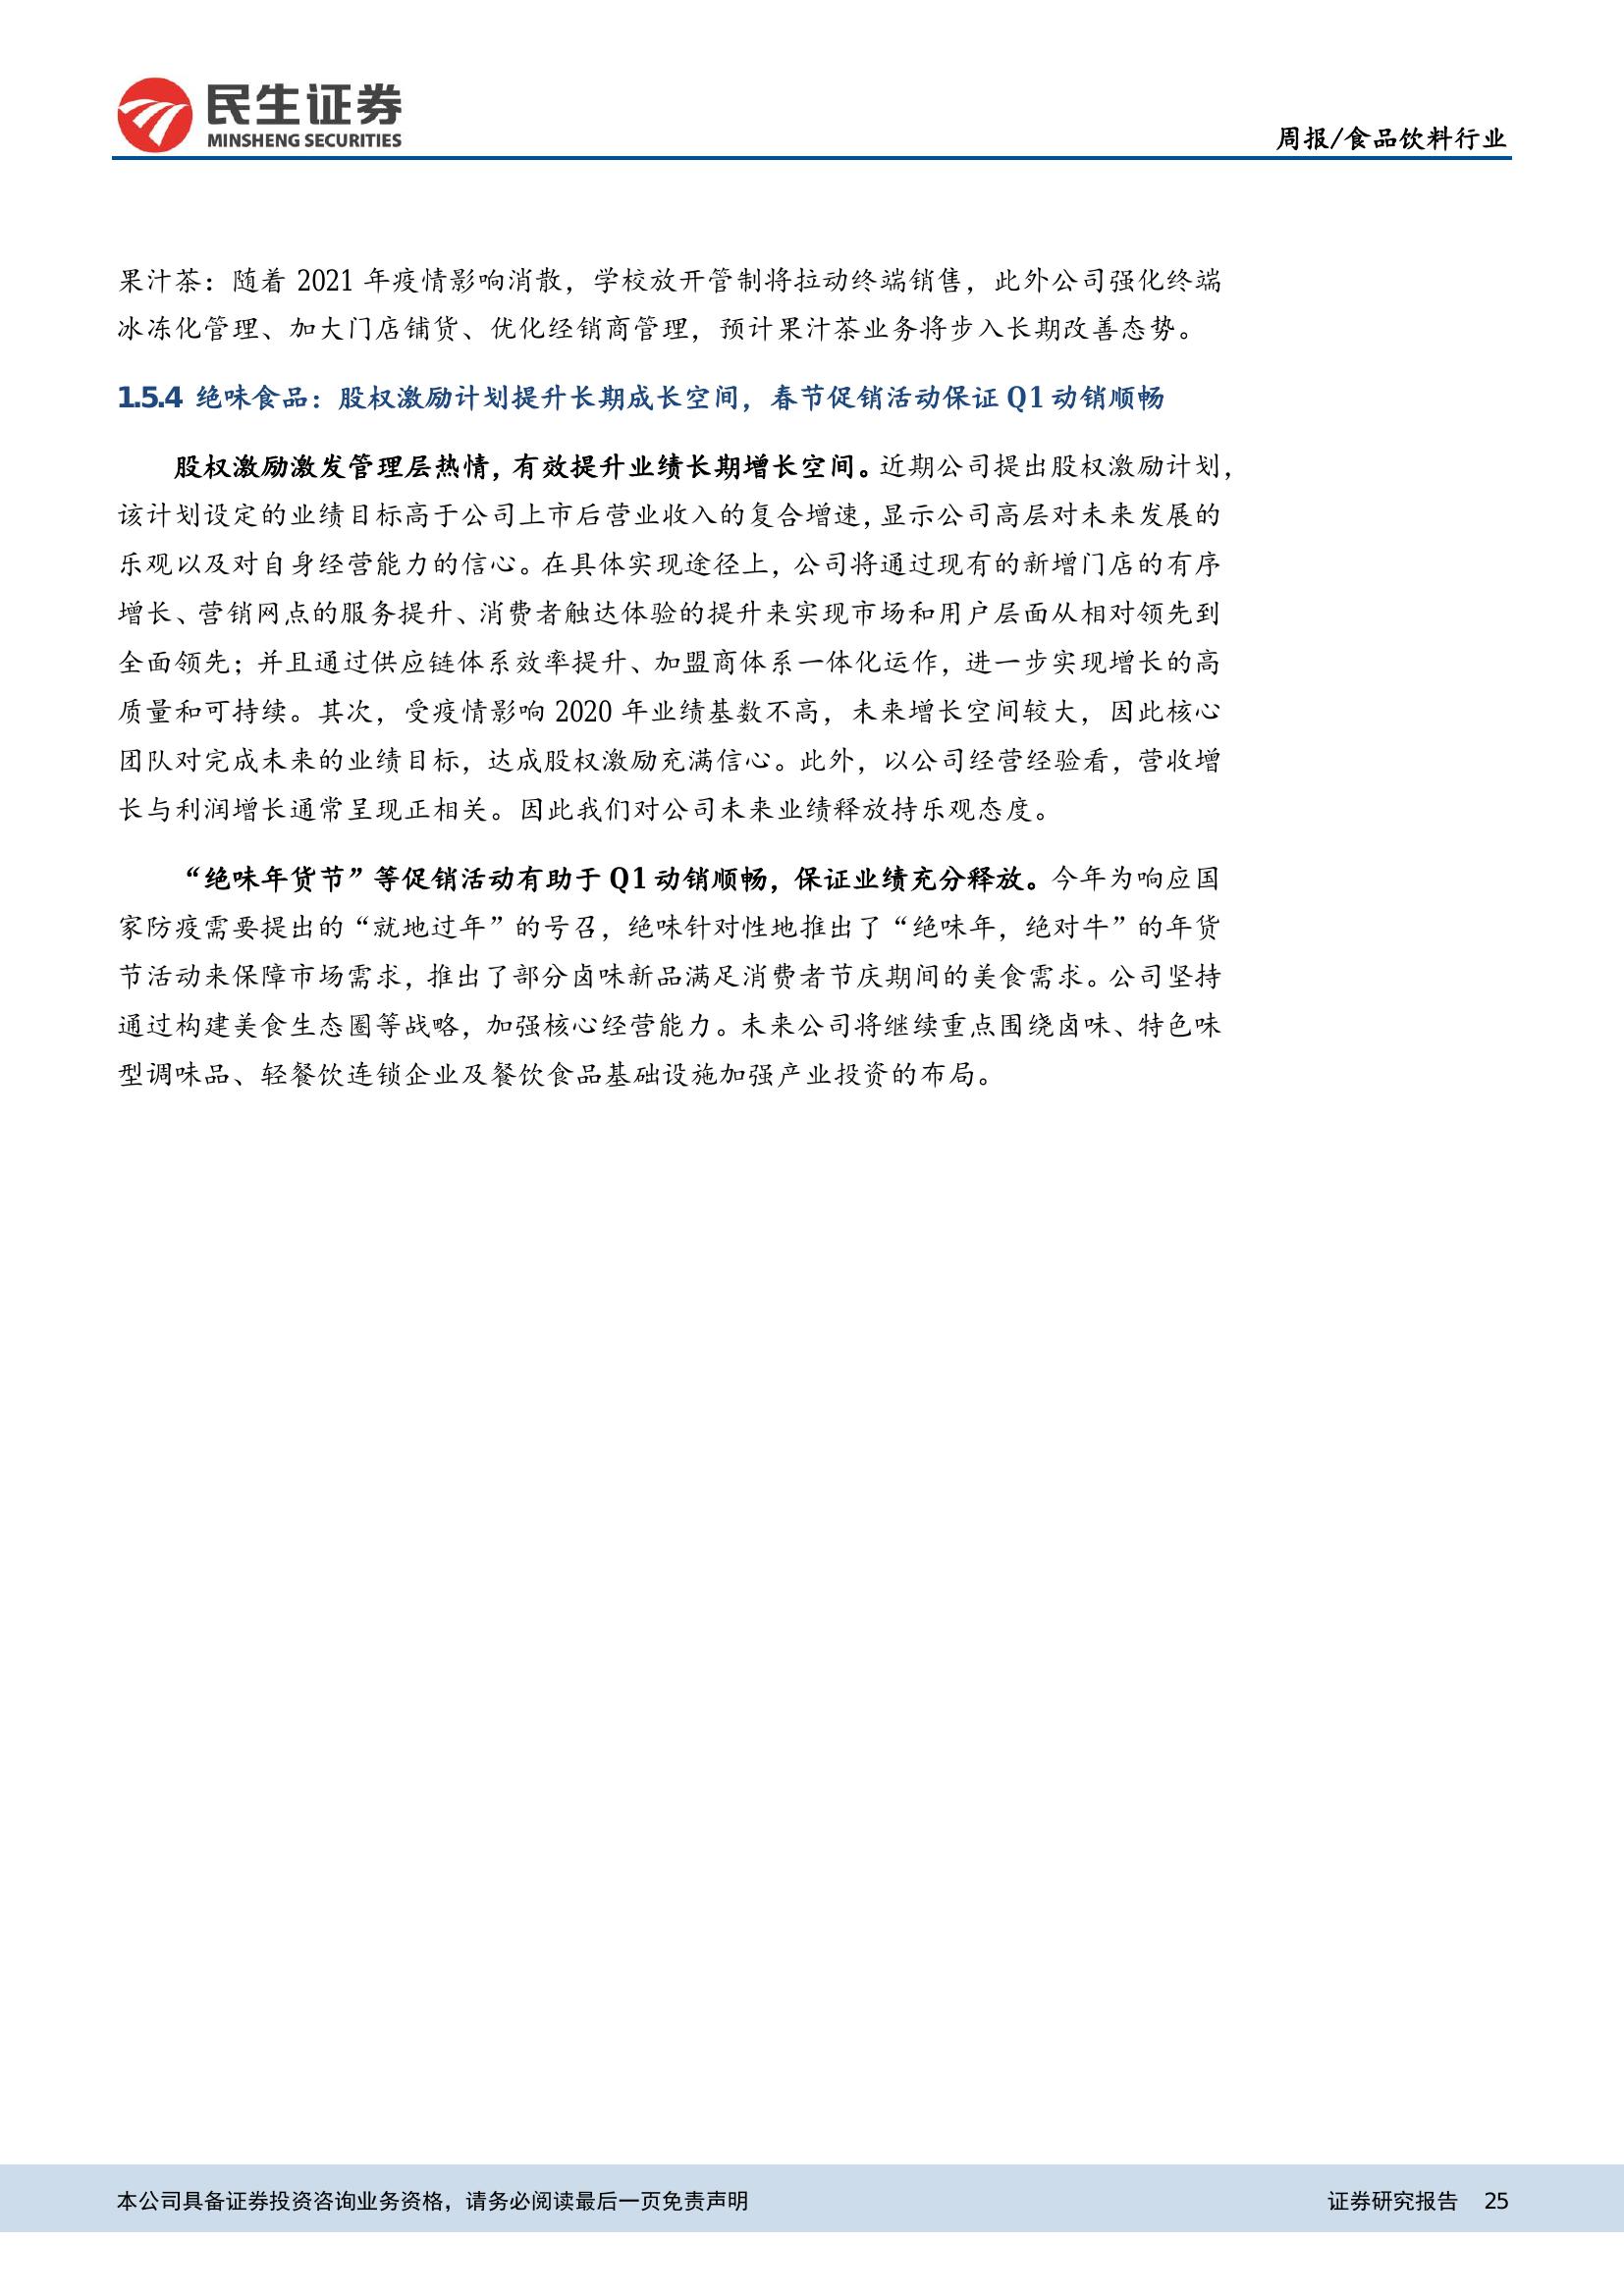 民生证券
MINSHENG SECURITIES
周报/食品饮料行业
果汁茶：随着 2021 年疫情影响消散，学校放开管制将拉动终端销售，此外公司强化终端
冰冻化管理、加大门店铺货、优化经销商管理，预计果汁茶业务将步入长期改善态势。
1.5.4 绝味食品：股权激励计划提升长期成长空间，春节促销活动保证 Q1 动销顺畅
股权激励激发管理层热情，有效提升业绩长期增长空间。近期公司提出股权激励计划，
该计划设定的业绩目标高于公司上市后营业收入的复合增速，显示公司高层对未来发展的
乐观以及对自身经营能力的信心。在具体实现途径上，公司将通过现有的新增门店的有序
增长、营销网点的服务提升、消费者触达体验的提升来实现市场和用户层面从相对领先到
全面领先；并且通过供应链体系效率提升、加盟商体系一体化运作，进一步实现增长的高
质量和可持续。其次，受疫情影响 2020 年业绩基数不高，未来增长空间较大，因此核心
团队对完成未来的业绩目标，达成股权激励充满信心。此外，以公司经营经验看，营收增
长与利润增长通常呈现正相关。因此我们对公司未来业绩释放持乐观态度。
“绝味年货节”等促销活动有助于 Q1 动销顺畅，保证业绩充分释放。今年为响应国
家防疫需要提出的“就地过年”的号召，绝味针对性地推出了“绝味年，绝对牛”的年货
节活动来保障市场需求，推出了部分卤味新品满足消费者节庆期间的美食需求。公司坚持
通过构建美食生态圈等战略，加强核心经营能力。未来公司将继续重点围绕卤味、特色味
型调味品、轻餐饮连锁企业及餐饮食品基础设施加强产业投资的布局。
本公司具备证券投资咨询业务资格，请务必阅读最后一页免责声明
证券研究报告 25